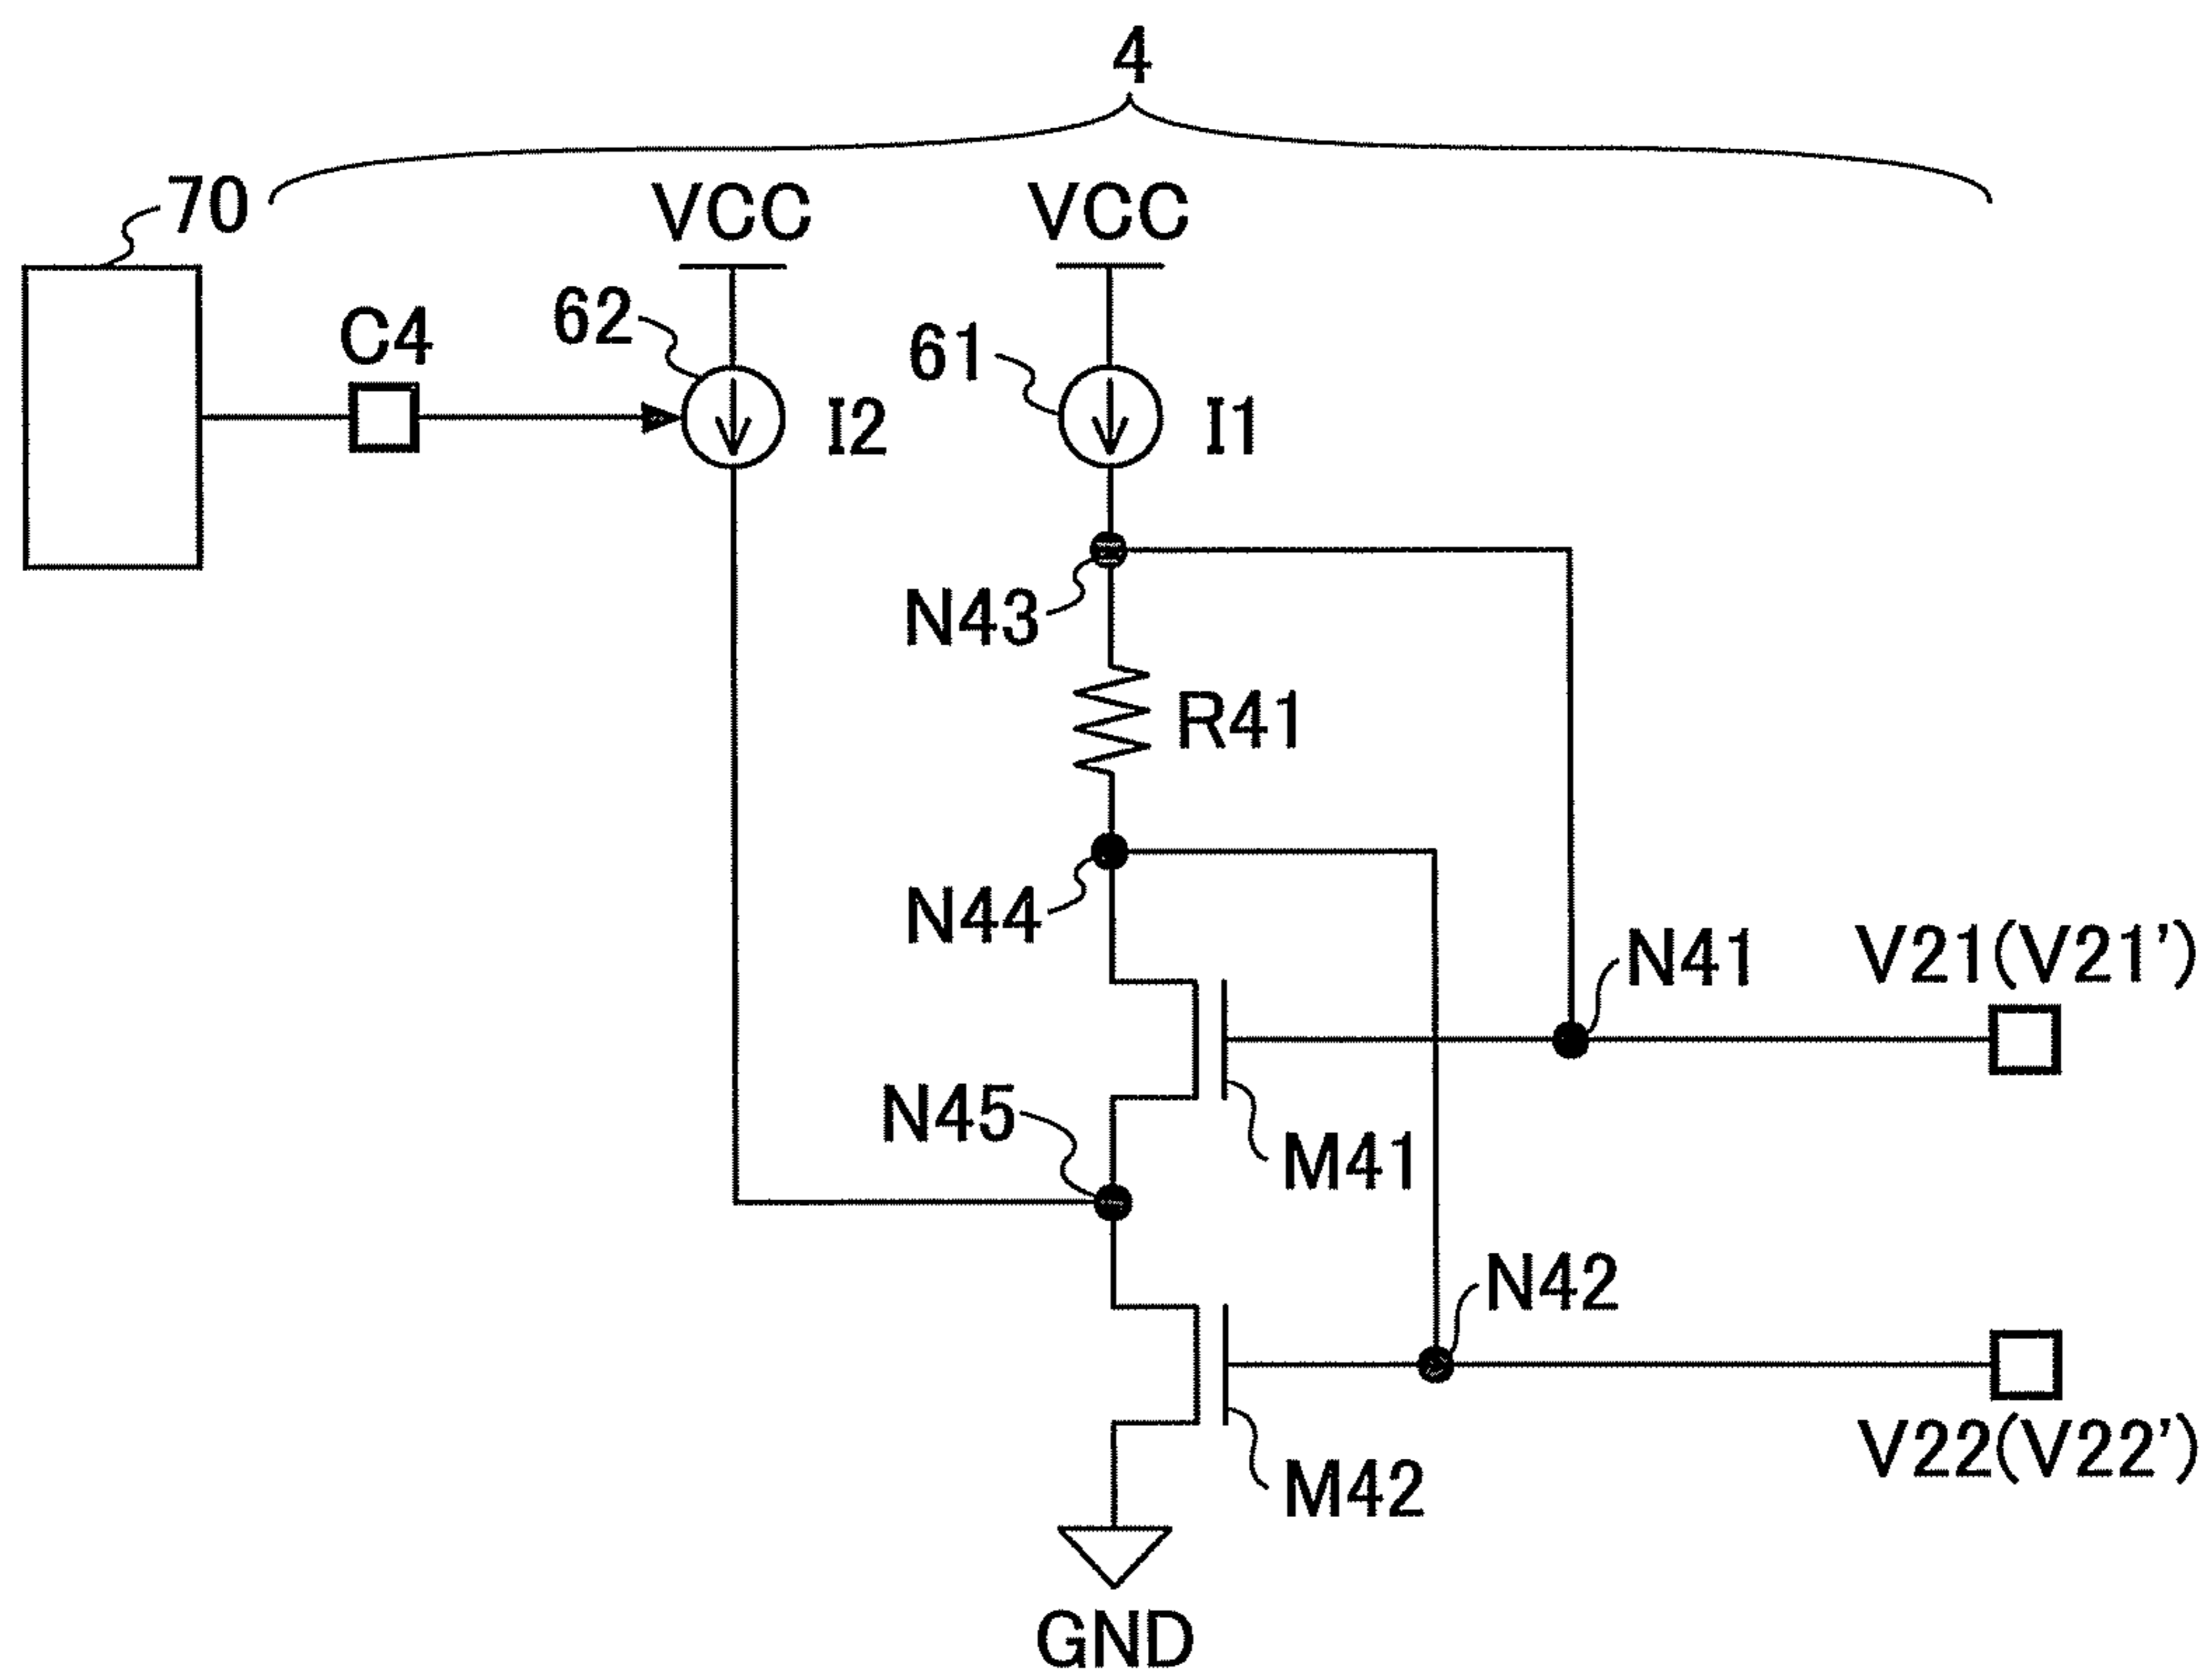 4
70
VCC
VCC
C4
62
61
I2
I1
N43
R41
N44
N41
V21(V21')
N45
M41
N42
V22(V22')
M42
GND